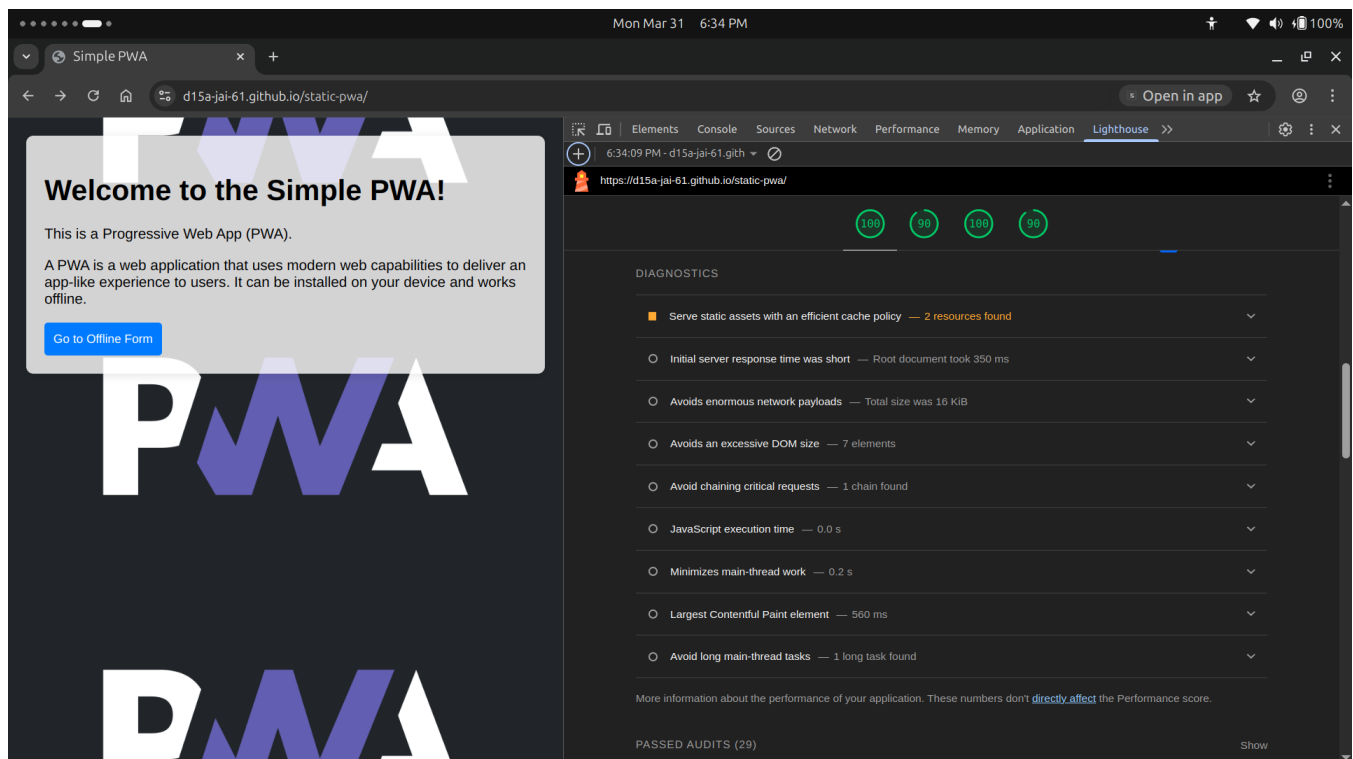 Mon Mar 31 6:34 PM
100%
Simple PWA
d15a-jai-61.github.io/static-pwa/
Open in app
PWA
Welcome to the Simple PWA!
This is a Progressive Web App (PWA).
A PWA is a web application that uses modern web capabilities to deliver an
app-like experience to users. It can be installed on your device and works
offline.
Go to Offline Form
PWA
PWA
Elements Console Sources Network Performance Memory Application Lighthouse
6:34:09 PM - d15a-jai-61.gith
https://d15a-jai-61.github.io/static-pwa/
100 90 100 90
DIAGNOSTICS
Serve static assets with an efficient cache policy — 2 resources found
Initial server response time was short — Root document took 350 ms
Avoids enormous network payloads — Total size was 16 KiB
Avoids an excessive DOM size — 7 elements
Avoid chaining critical requests — 1 chain found
JavaScript execution time — 0.0 s
Minimizes main-thread work — 0.2 s
Largest Contentful Paint element — 560 ms
Avoid long main-thread tasks — 1 long task found
More information about the performance of your application. These numbers don't directly affect the Performance score.
PASSED AUDITS (29) Show